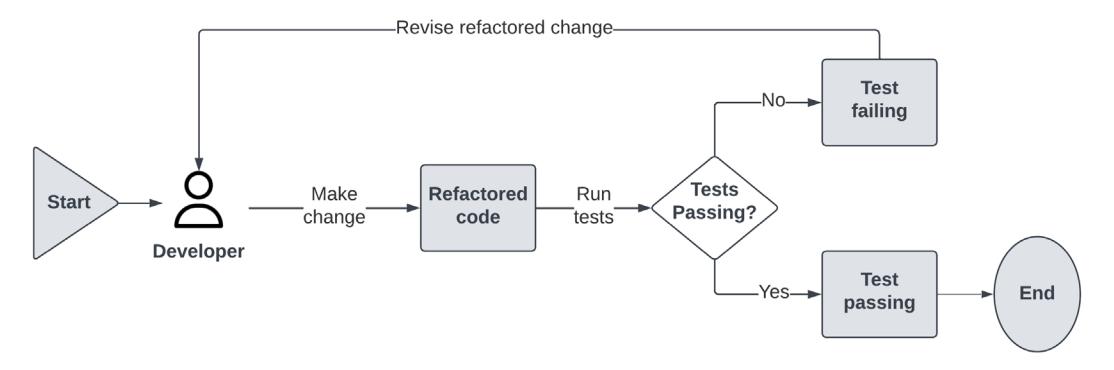 Revise refactored change
Test
failing
No
Start
Developer
Make
change
Refactored
code
Run
tests
Tests
Passing?
Yes
Test
passing
End